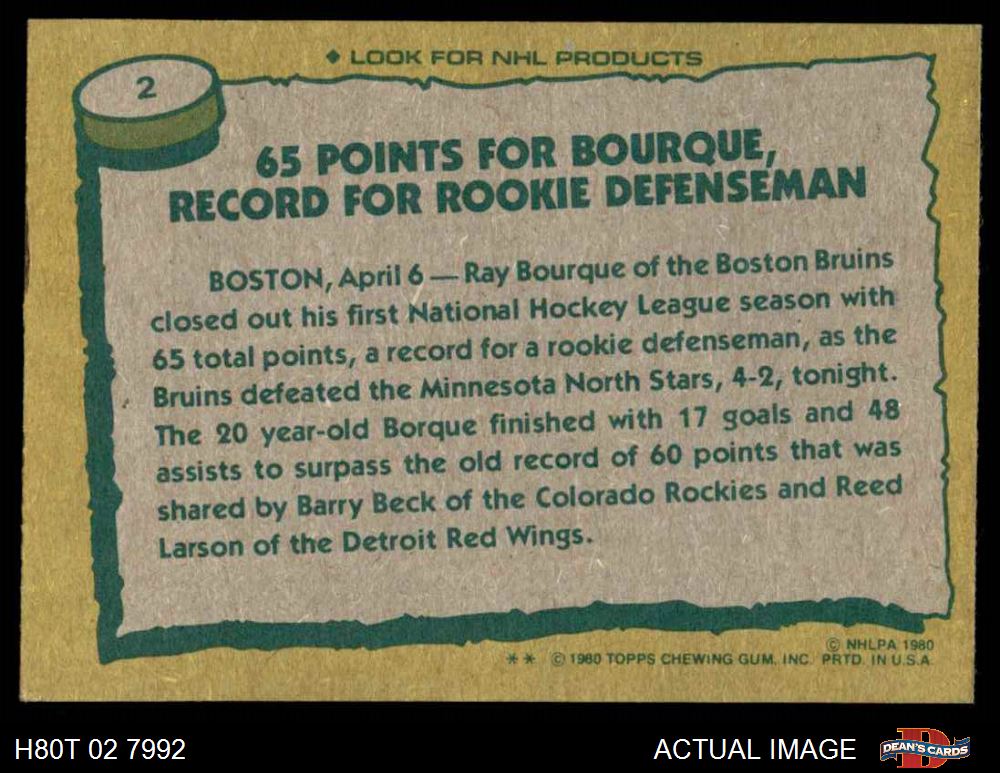 ◆ LOOK FOR NHL PRODUCTS
2
65 POINTS FOR BOURQUE,
RECORD FOR ROOKIE DEFENSEMAN
BOSTON, April 6 — Ray Bourque of the Boston Bruins
closed out his first National Hockey League season with
65 total points, a record for a rookie defenseman, as the
Bruins defeated the Minnesota North Stars, 4-2, tonight.
The 20 year-old Borque finished with 17 goals and 48
assists to surpass the old record of 60 points that was
shared by Barry Beck of the Colorado Rockies and Reed
Larson of the Detroit Red Wings.
© NHLPA 1980
** © 1980 TOPPS CHEWING GUM, INC. PRTD. IN U.S.A.
H80T 02 7992
ACTUAL IMAGE
DEAN'S CARDS